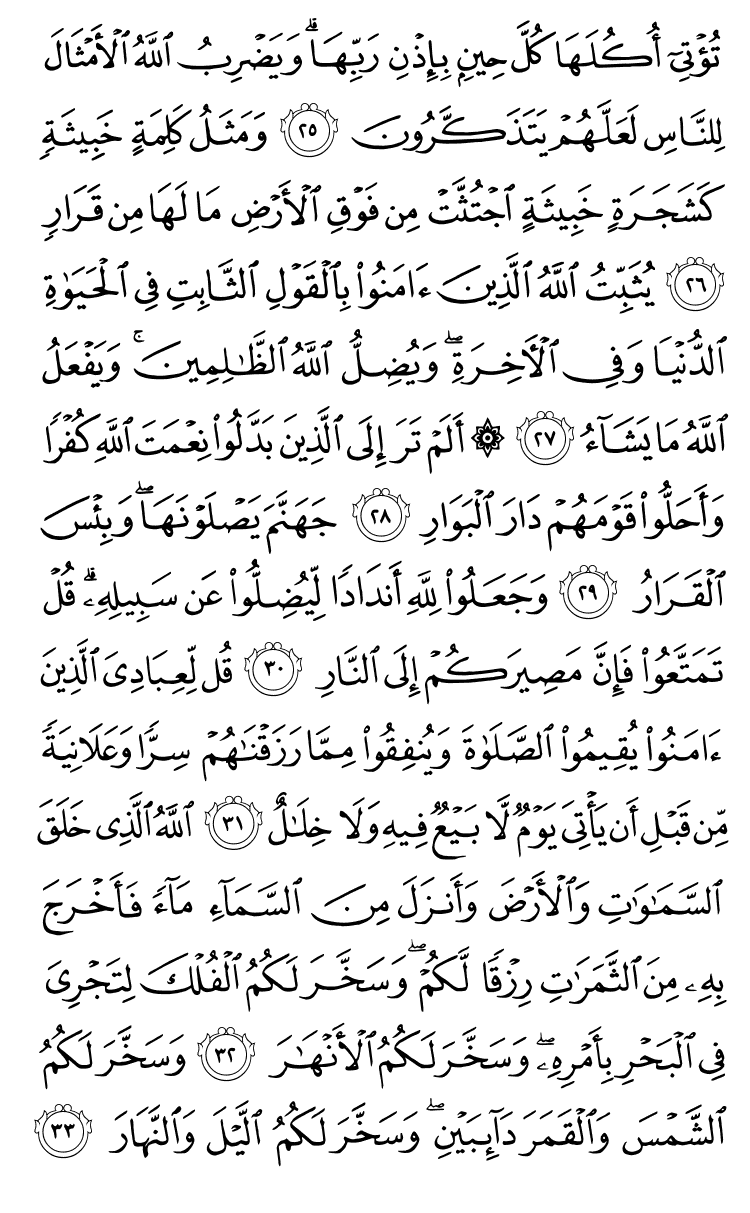 تُؤۡتِيٓ أُكُلَهَا كُلَّ حِينِۭ بِإِذۡنِ رَبِّهَاۗ وَيَضۡرِبُ ٱللَّهُ ٱلۡأَمۡثَالَ
لِلنَّاسِ لَعَلَّهُمۡ يَتَذَكَّرُونَ ٢٥ وَمَثَلُ كَلِمَةٍ خَبِيثَةٖ
كَشَجَرَةٍ خَبِيثَةٍ ٱجۡتُثَّتۡ مِن فَوۡقِ ٱلۡأَرۡضِ مَا لَهَا مِن قَرَارٖ
٢٦ يُثَبِّتُ ٱللَّهُ ٱلَّذِينَ ءَامَنُواْ بِٱلۡقَوۡلِ ٱلثَّابِتِ فِي ٱلۡحَيَوٰةِ
ٱلدُّنۡيَا وَفِي ٱلۡأٓخِرَةِۖ وَيُضِلُّ ٱللَّهُ ٱلظَّٰلِمِينَۚ وَيَفۡعَلُ
ٱللَّهُ مَا يَشَآءُ ٢٧ ۞ أَلَمۡ تَرَ إِلَى ٱلَّذِينَ بَدَّلُواْ نِعۡمَتَ ٱللَّهِ كُفۡرٗا
وَأَحَلُّواْ قَوۡمَهُمۡ دَارَ ٱلۡبَوَارِ ٢٨ جَهَنَّمَ يَصۡلَوۡنَهَاۖ وَبِئۡسَ
ٱلۡقَرَارُ ٢٩ وَجَعَلُواْ لِلَّهِ أَندَادٗا لِّيُضِلُّواْ عَن سَبِيلِهِۦۗ قُلۡ
تَمَتَّعُواْ فَإِنَّ مَصِيرَكُمۡ إِلَى ٱلنَّارِ ٣٠ قُل لِّعِبَادِيَ ٱلَّذِينَ
ءَامَنُواْ يُقِيمُواْ ٱلصَّلَوٰةَ وَيُنفِقُواْ مِمَّا رَزَقۡنَٰهُمۡ سِرّٗا وَعَلَانِيَةٗ
مِّن قَبۡلِ أَن يَأۡتِيَ يَوۡمٞ لَّا بَيۡعٞ فِيهِ وَلَا خِلَٰلٌ ٣١ ٱللَّهُ ٱلَّذِي خَلَقَ
ٱلسَّمَٰوَٰتِ وَٱلۡأَرۡضَ وَأَنزَلَ مِنَ ٱلسَّمَآءِ مَآءٗ فَأَخۡرَجَ
بِهِۦ مِنَ ٱلثَّمَرَٰتِ رِزۡقٗا لَّكُمۡۖ وَسَخَّرَ لَكُمُ ٱلۡفُلۡكَ لِتَجۡرِيَ
فِي ٱلۡبَحۡرِ بِأَمۡرِهِۦۖ وَسَخَّرَ لَكُمُ ٱلۡأَنۡهَٰرَ ٣٢ وَسَخَّرَ لَكُمُ
ٱلشَّمۡسَ وَٱلۡقَمَرَ دَآئِبَيۡنِۖ وَسَخَّرَ لَكُمُ ٱلَّيۡلَ وَٱلنَّهَارَ ٣٣